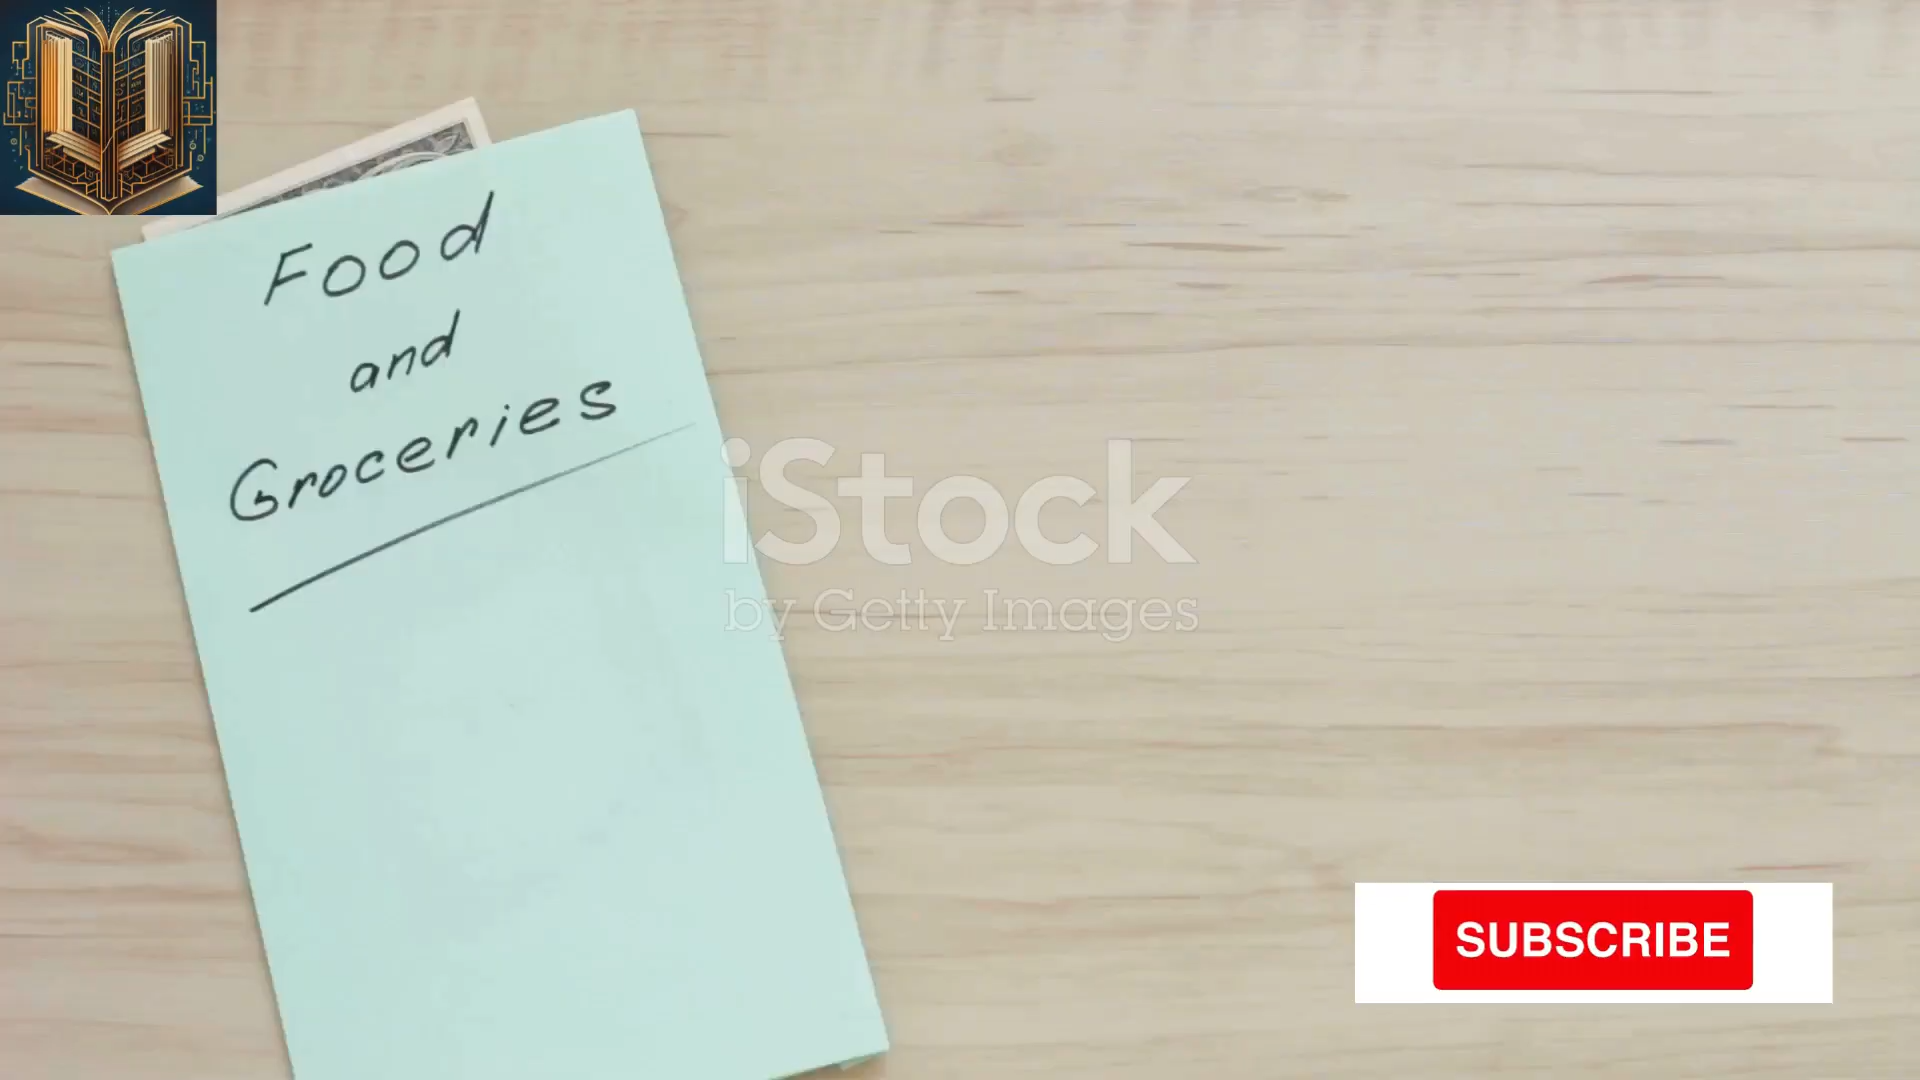 Food
and
Groceries
iStock
by Getty Images
SUBSCRIBE